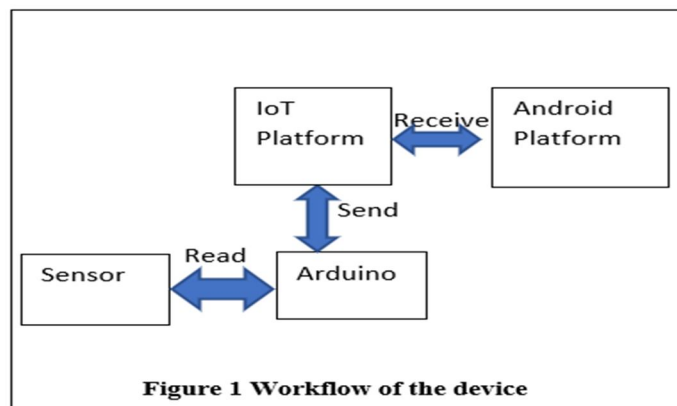 IoT
Platform
Receive
Android
Platform
Send
Read
Sensor
Arduino
Figure 1 Workflow of the device